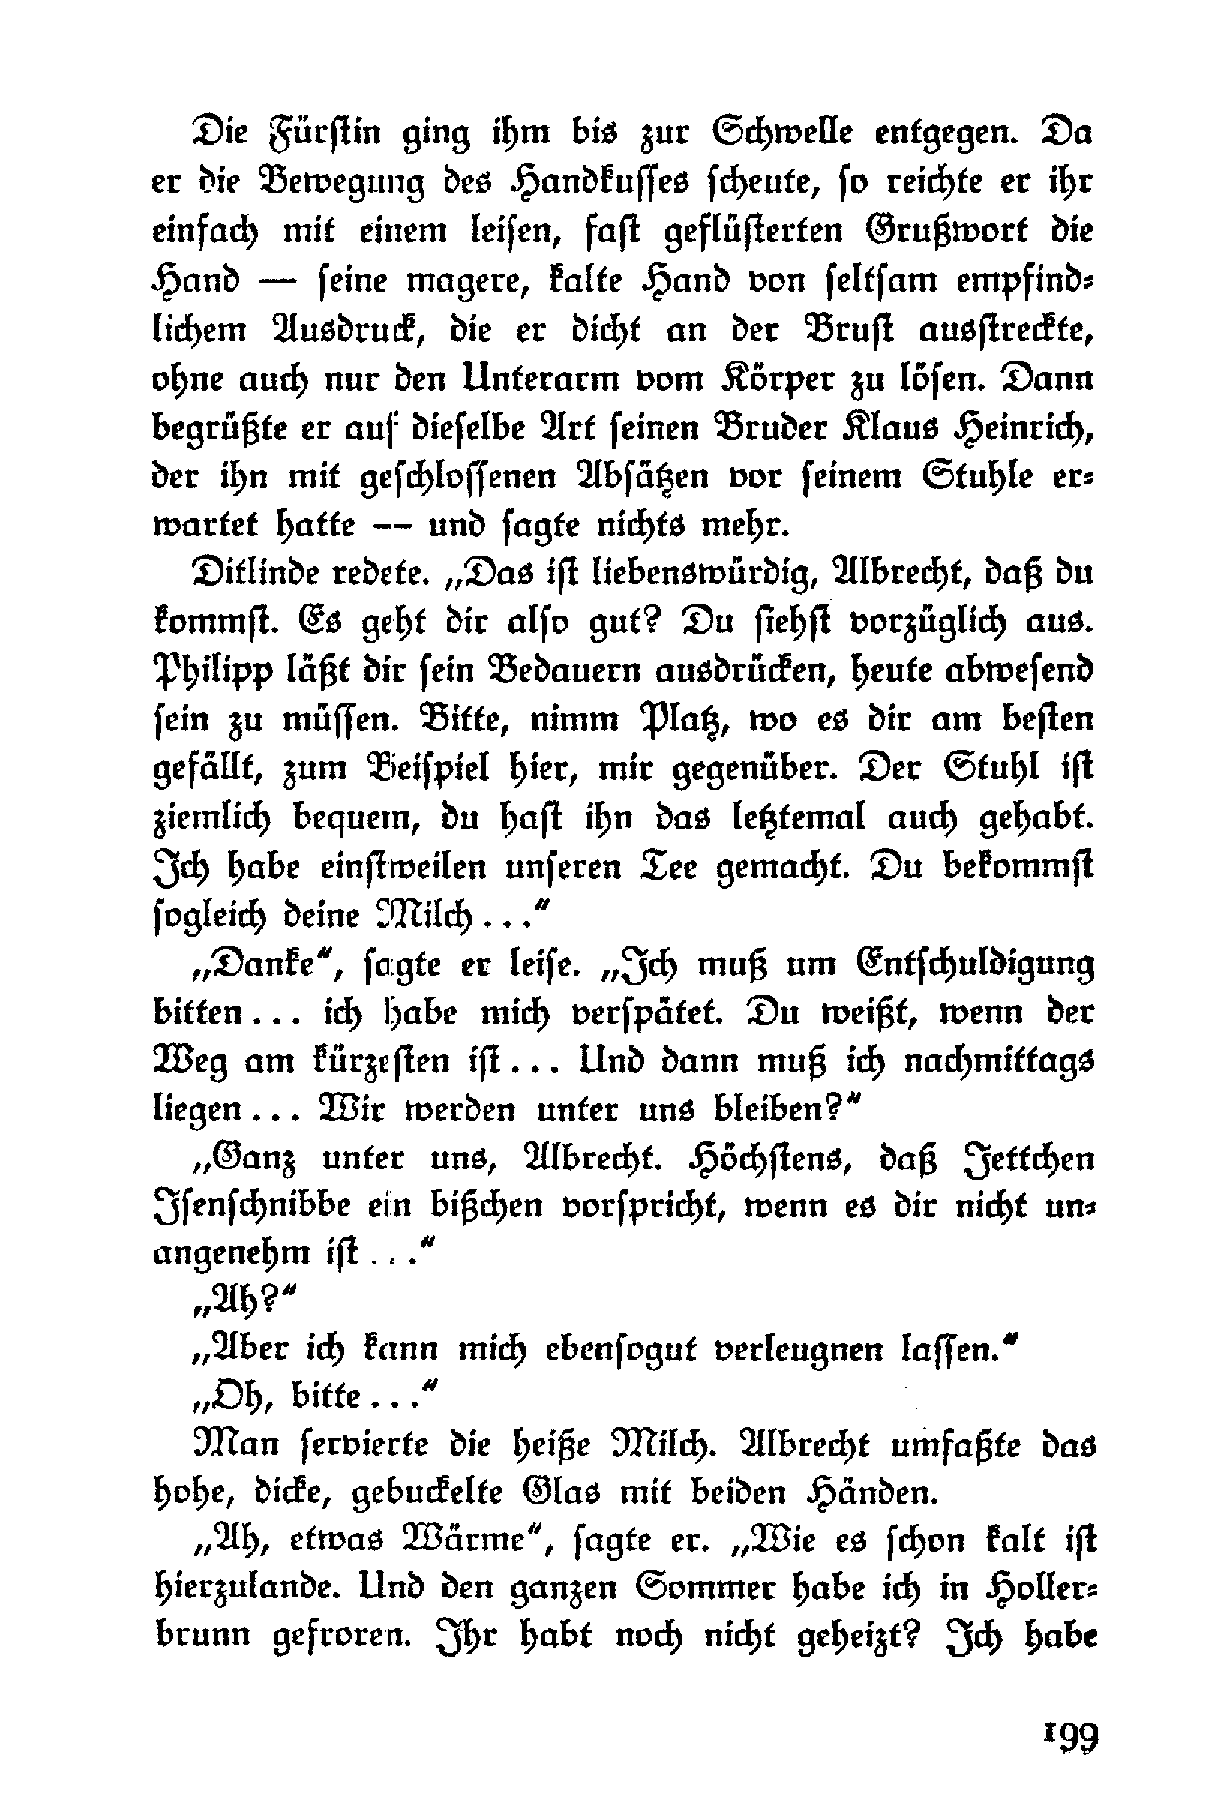 Die Fürstin ging ihm bis zur Schwelle entgegen. Da
er die Bewegung des Handkusses scheute, so reichte er ihr
einfach mit einem leisen, fast geflüsterten Grußwort die
Hand — seine magere, kalte Hand von seltsam empfind-
lichem Ausdruck, die er dicht an der Brust ausstreckte,
ohne auch nur den Unterarm vom Körper zu lösen. Dann
begrüßte er auf dieselbe Art seinen Bruder Klaus Heinrich,
der ihn mit geschlossenen Absätzen vor seinem Stuhle er-
wartet hatte — und sagte nichts mehr.
Ditlinde redete. „Das ist liebenswürdig, Albrecht, daß du
kommst. Es geht dir also gut? Du siehst vorzüglich aus.
Philipp läßt dir sein Bedauern ausdrücken, heute abwesend
sein zu müssen. Bitte, nimm Platz, wo es dir am besten
gefällt, zum Beispiel hier, mir gegenüber. Der Stuhl ist
ziemlich bequem, du hast ihn das letztemal auch gehabt.
Ich habe einstweilen unseren Tee gemacht. Du bekommst
sogleich deine Milch . . .“
„Danke“, sagte er leise. „Ich muß um Entschuldigung
bitten . . . ich habe mich verspätet. Du weißt, wenn der
Weg am kürzesten ist . . . Und dann muß ich nachmittags
liegen . . . Wir werden unter uns bleiben?“
„Ganz unter uns, Albrecht. Höchstens, daß Jettchen
Isenschnibbe ein bißchen vorspricht, wenn es dir nicht un-
angenehm ist . . .“
„Ah?“
„Aber ich kann mich ebensogut verleugnen lassen.“
„Oh, bitte . . .“
Man servierte die heiße Milch. Albrecht umfaßte das
hohe, dicke, gebuckelte Glas mit beiden Händen.
„Ah, etwas Wärme“, sagte er. „Wie es schon kalt ist
hierzulande. Und den ganzen Sommer habe ich in Holler-
brunn gefroren. Ihr habt noch nicht geheizt? Ich habe
199